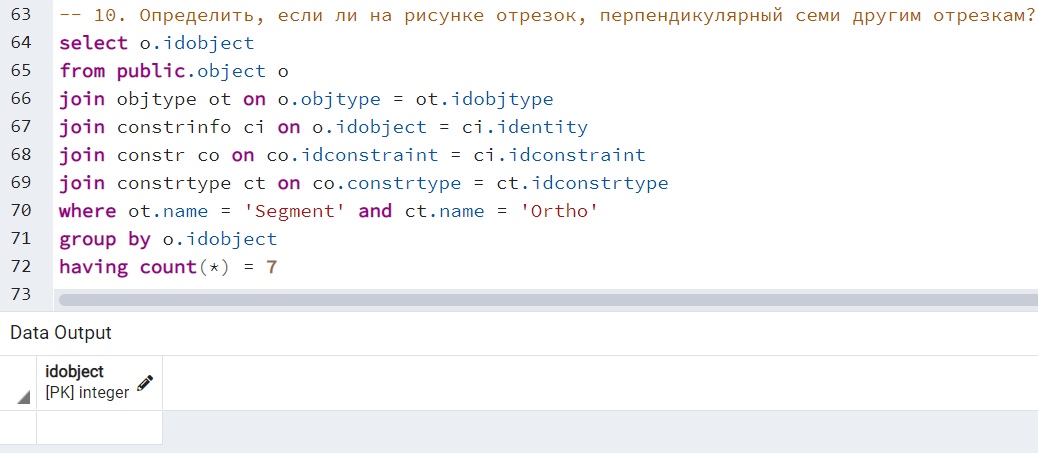 63 -- 10. Определить, если ли на рисунке отрезок, перпендикулярный семи другим отрезкам?
64 select o.idobject
65 from public.object o
66 join objtype ot on o.objtype = ot.idobjtype
67 join constrinfo ci on o.idobject = ci.identity
68 join constr co on co.idconstraint = ci.idconstraint
69 join constrtype ct on co.constrtype = ct.idconstrtype
70 where ot.name = 'Segment' and ct.name = 'Ortho'
71 group by o.idobject
72 having count(*) = 7
73
Data Output
idobject
[PK] integer